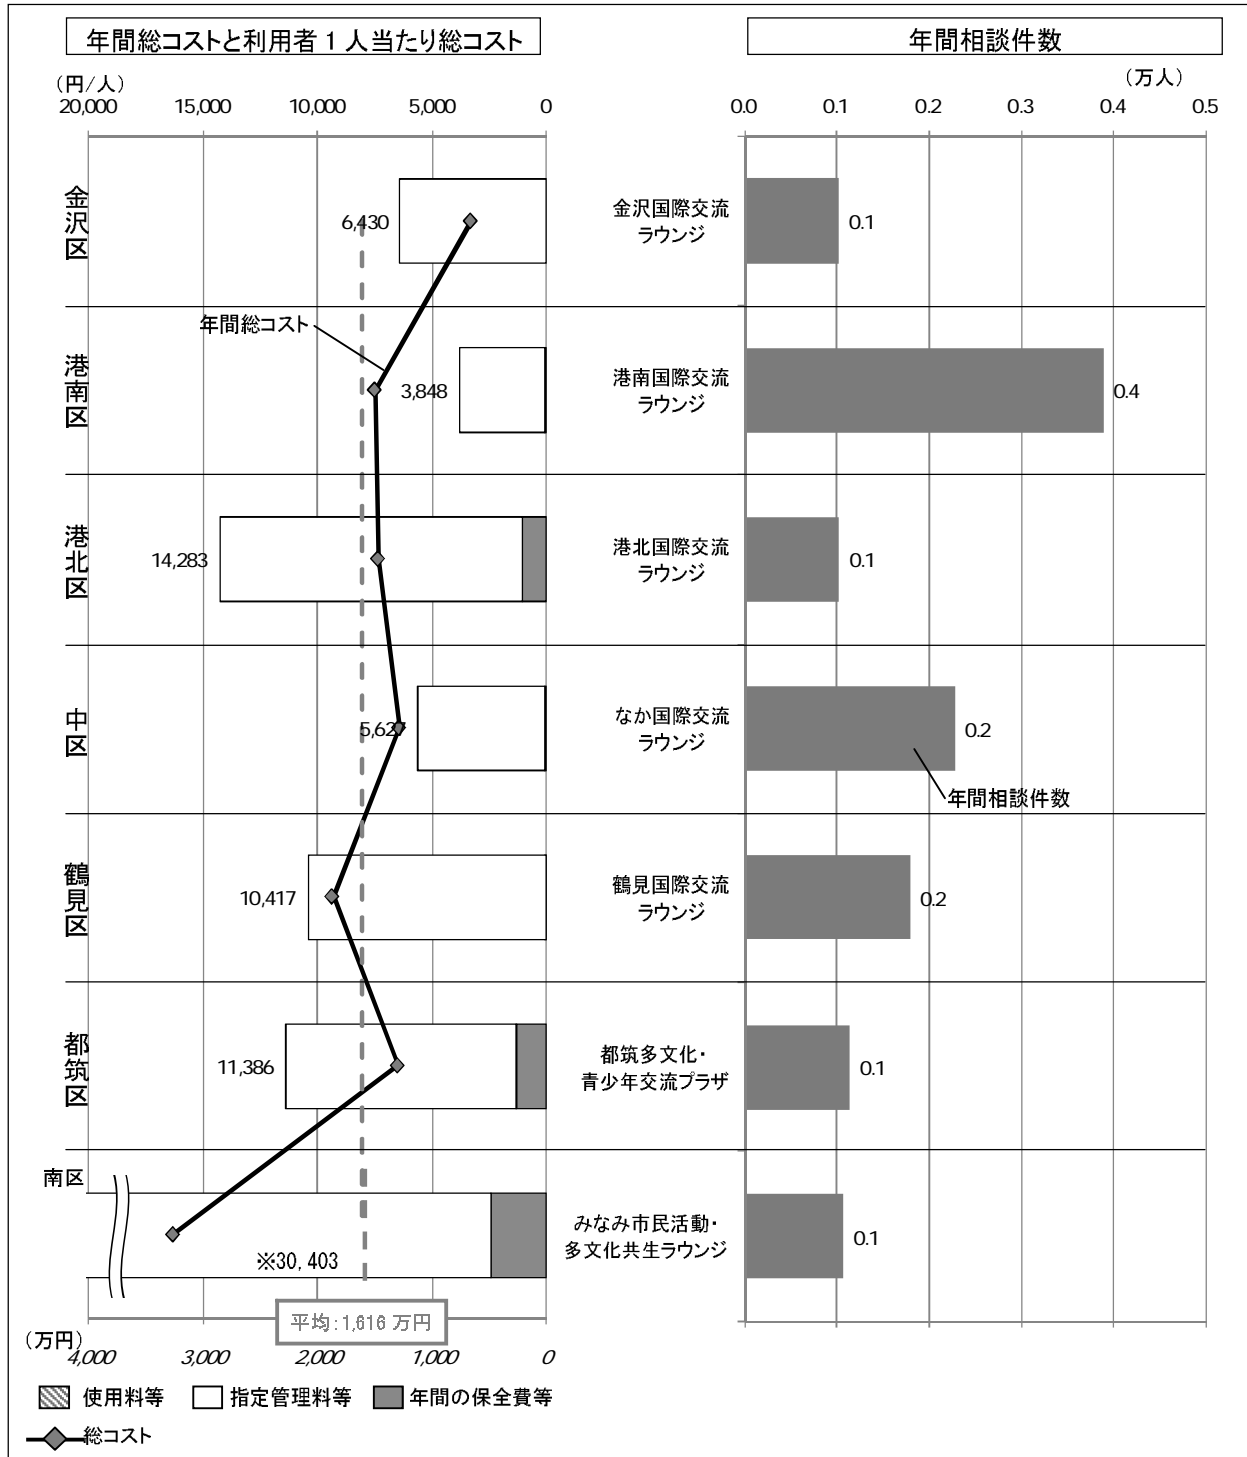 年間総コストと利用者1人当たり総コスト
年間相談件数
(円/人)
(万人)
20,000 15,000 10,000 5,000 0
0.0 0.1 0.2 0.3 0.4 0.5
金沢区
6,430
金沢国際交流
ラウンジ
0.1
年間総コスト
港南区
3,848
港南国際交流
ラウンジ
0.4
港北区
14,283
港北国際交流
ラウンジ
0.1
中区
5,627
なか国際交流
ラウンジ
0.2
年間相談件数
鶴見区
10,417
鶴見国際交流
ラウンジ
0.2
都筑区
11,386
都筑多文化・
青少年交流プラザ
0.1
南区
※30,403
みなみ市民活動・
多文化共生ラウンジ
0.1
平均:1,616万円
(万円)
4,000 3,000 2,000 1,000 0
使用料等 指定管理料等 年間の保全費等
総コスト